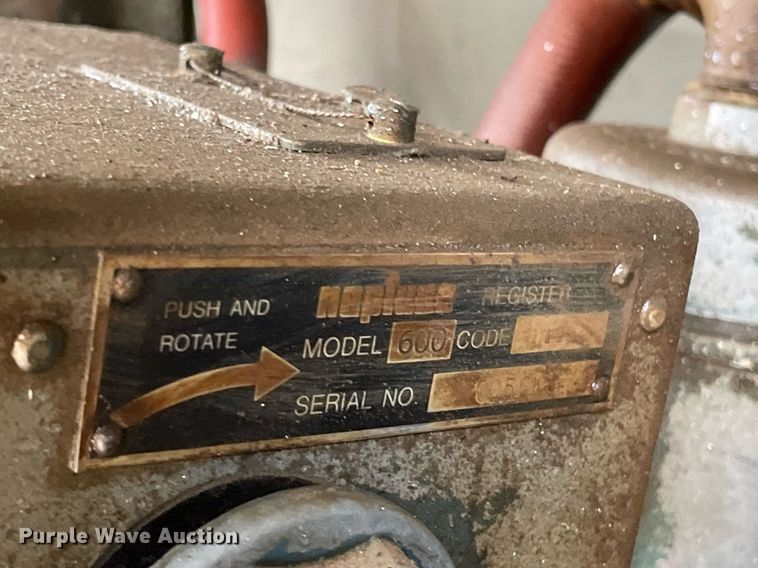 PUSH AND
ROTATE
neptune REGISTER
MODEL 600 CODE
SERIAL NO.
Purple Wave Auction